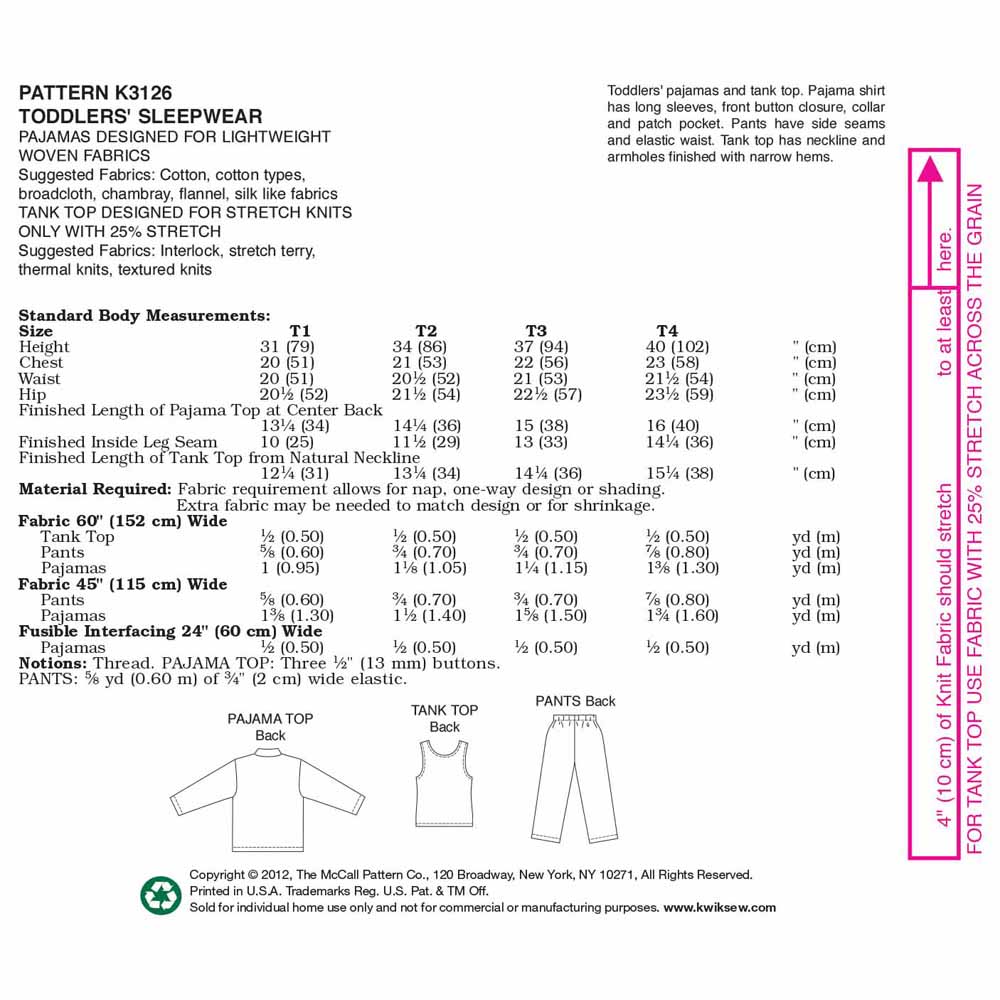 PATTERN K3126
TODDLERS' SLEEPWEAR
PAJAMAS DESIGNED FOR LIGHTWEIGHT
WOVEN FABRICS
Suggested Fabrics: Cotton, cotton types,
broadcloth, chambray, flannel, silk like fabrics
TANK TOP DESIGNED FOR STRETCH KNITS
ONLY WITH 25% STRETCH
Suggested Fabrics: Interlock, stretch terry,
thermal knits, textured knits
Toddlers' pajamas and tank top. Pajama shirt
has long sleeves, front button closure, collar
and patch pocket. Pants have side seams
and elastic waist. Tank top has neckline and
armholes finished with narrow hems.
Standard Body Measurements:
Size T1 T2 T3 T4
Height 31 (79) 34 (86) 37 (94) 40 (102) " (cm)
Chest 20 (51) 21 (53) 22 (56) 23 (58) " (cm)
Waist 20 (51) 20½ (52) 21 (53) 21½ (54) " (cm)
Hip 20½ (52) 21½ (54) 22½ (57) 23½ (59) " (cm)
Finished Length of Pajama Top at Center Back
13¼ (34) 14¼ (36) 15 (38) 16 (40) " (cm)
Finished Inside Leg Seam 10 (25) 11½ (29) 13 (33) 14¼ (36) " (cm)
Finished Length of Tank Top from Natural Neckline
12¼ (31) 13¼ (34) 14¼ (36) 15¼ (38) " (cm)
Material Required: Fabric requirement allows for nap, one-way design or shading.
Extra fabric may be needed to match design or for shrinkage.
Fabric 60" (152 cm) Wide
Tank Top ½ (0.50) ½ (0.50) ½ (0.50) ½ (0.50) yd (m)
Pants ⅝ (0.60) ¾ (0.70) ¾ (0.70) ⅞ (0.80) yd (m)
Pajamas 1 (0.95) 1⅛ (1.05) 1¼ (1.15) 1⅜ (1.30) yd (m)
Fabric 45" (115 cm) Wide
Pants ⅝ (0.60) ¾ (0.70) ¾ (0.70) ⅞ (0.80) yd (m)
Pajamas 1⅜ (1.30) 1½ (1.40) 1⅝ (1.50) 1¾ (1.60) yd (m)
Fusible Interfacing 24" (60 cm) Wide
Pajamas ½ (0.50) ½ (0.50) ½ (0.50) ½ (0.50) yd (m)
Notions: Thread. PAJAMA TOP: Three ½" (13 mm) buttons.
PANTS: ⅝ yd (0.60 m) of ¾" (2 cm) wide elastic.
PAJAMA TOP
Back
TANK TOP
Back
PANTS Back
4" (10 cm) of Knit Fabric should stretch to at least here.
FOR TANK TOP USE FABRIC WITH 25% STRETCH ACROSS THE GRAIN
Copyright © 2012, The McCall Pattern Co., 120 Broadway, New York, NY 10271, All Rights Reserved.
Printed in U.S.A. Trademarks Reg. U.S. Pat. & TM Off.
Sold for individual home use only and not for commercial or manufacturing purposes. www.kwiksew.com